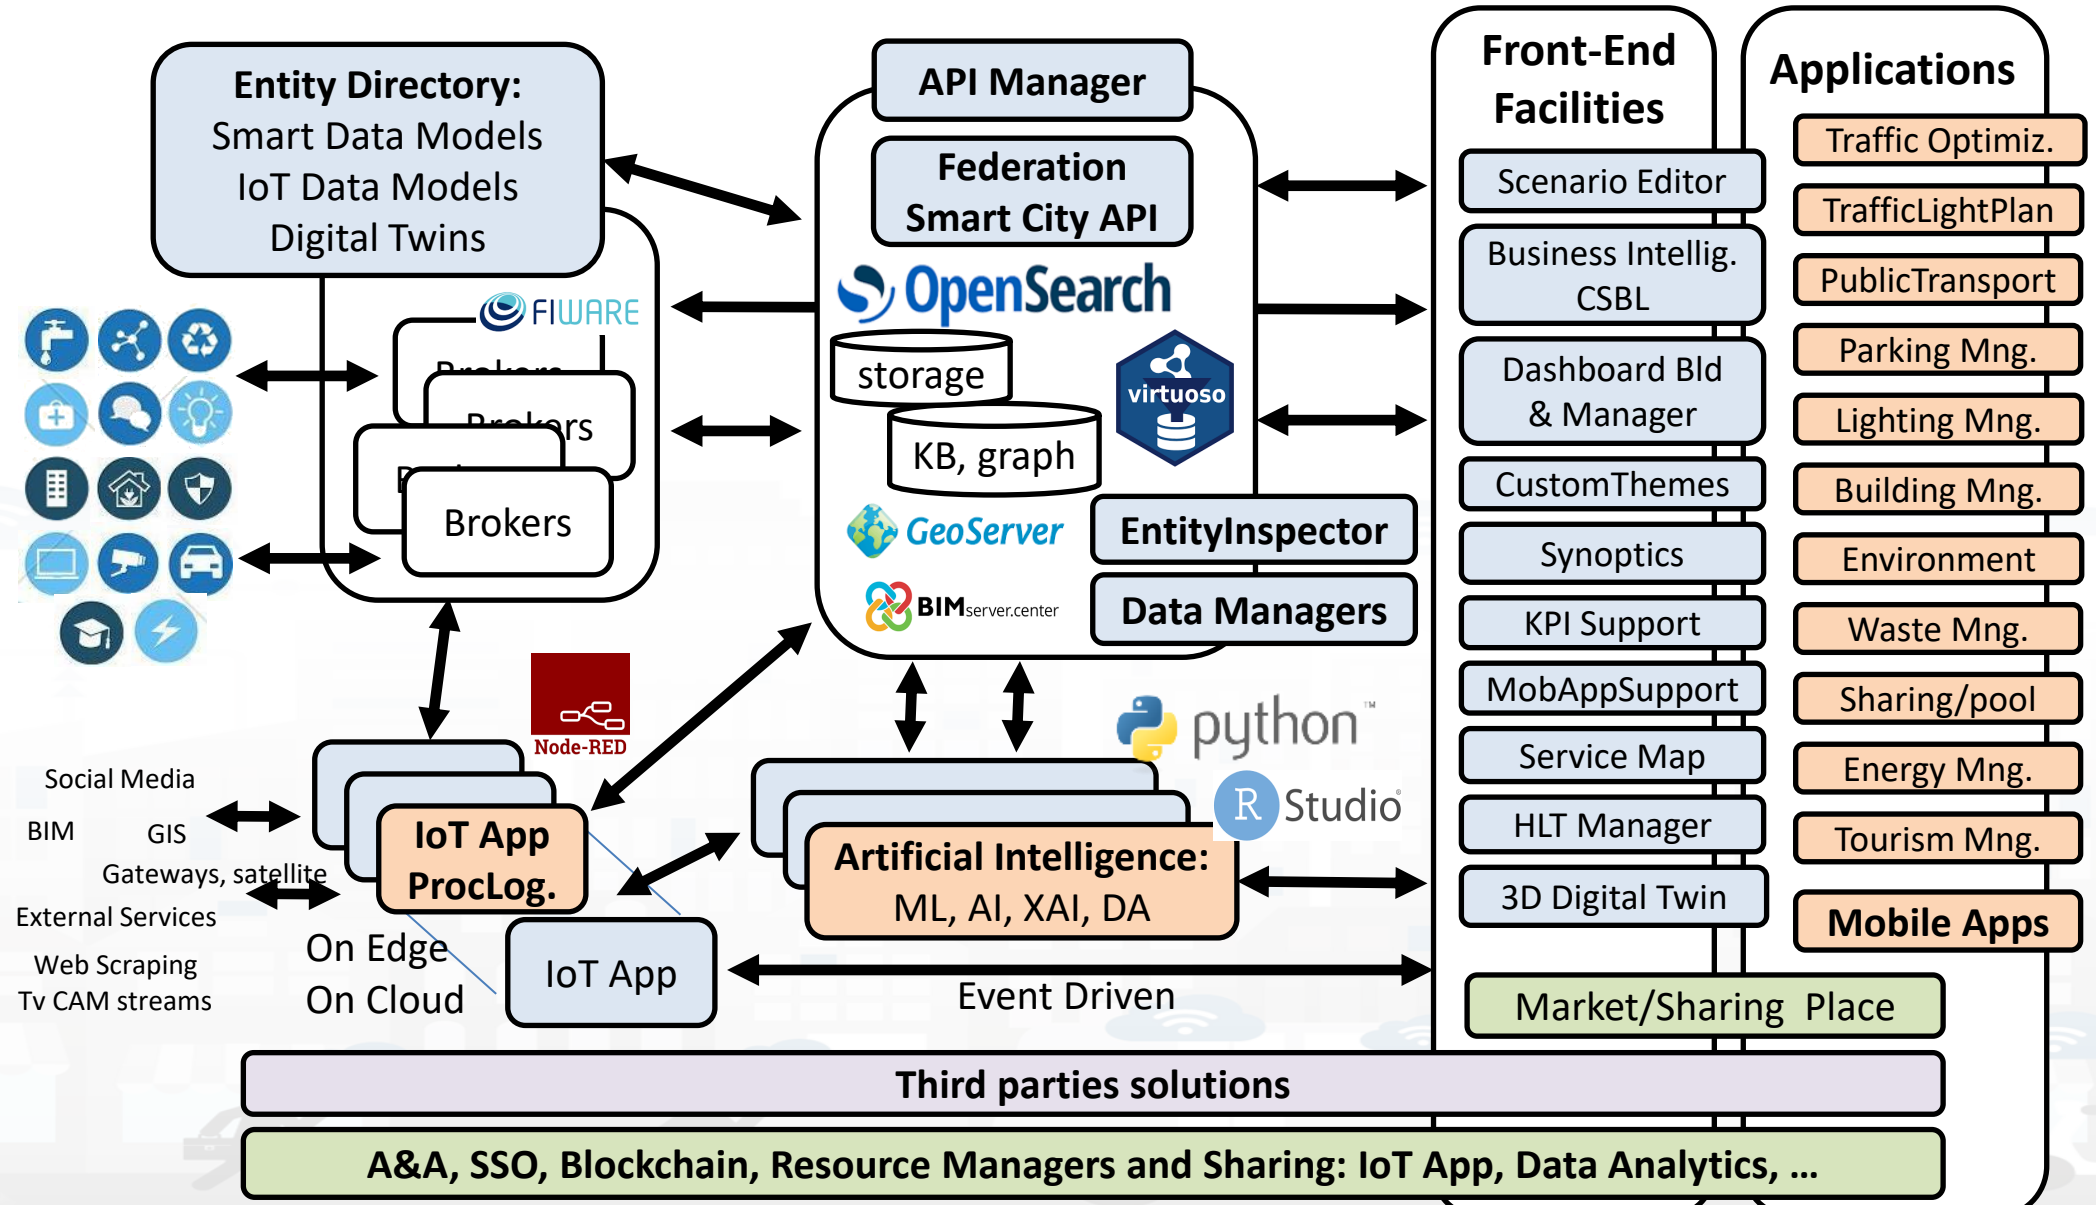 Entity Directory:
Smart Data Models
IoT Data Models
Digital Twins
FIWARE
Brokers
Brokers
Brokers
API Manager
Federation
Smart City API
OpenSearch
storage
virtuoso
KB, graph
GeoServer
EntityInspector
BIMserver.center
Data Managers
Node-RED
python™
R Studio®
Social Media
BIM
GIS
Gateways, satellite
External Services
Web Scraping
Tv CAM streams
IoT App
ProcLog.
On Edge
On Cloud
IoT App
Artificial Intelligence:
ML, AI, XAI, DA
Event Driven
Front-End
Facilities
Scenario Editor
Business Intellig.
CSBL
Dashboard Bld
& Manager
CustomThemes
Synoptics
KPI Support
MobAppSupport
Service Map
HLT Manager
3D Digital Twin
Applications
Traffic Optimiz.
TrafficLightPlan
PublicTransport
Parking Mng.
Lighting Mng.
Building Mng.
Environment
Waste Mng.
Sharing/pool
Energy Mng.
Tourism Mng.
Mobile Apps
Market/Sharing Place
Third parties solutions
A&A, SSO, Blockchain, Resource Managers and Sharing: IoT App, Data Analytics, ...